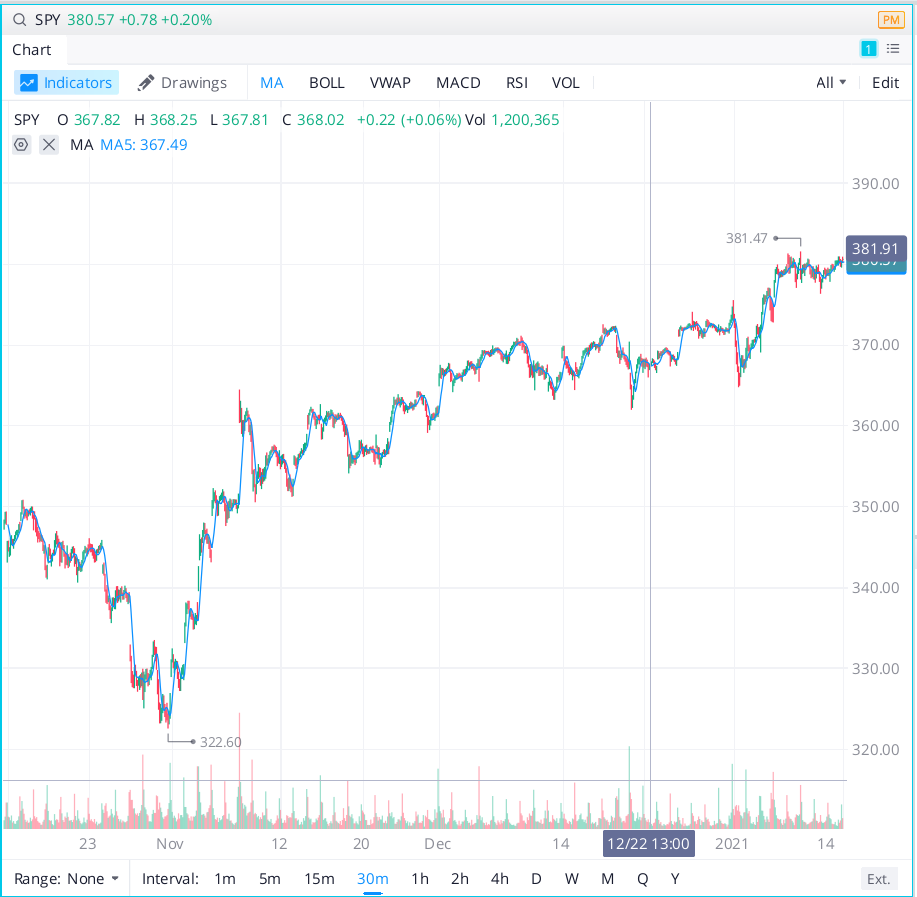 SPY 380.57 +0.78 +0.20% PM
Chart 1
Indicators Drawings MA BOLL VWAP MACD RSI VOL All Edit
SPY O 367.82 H 368.25 L 367.81 C 368.02 +0.22 (+0.06%) Vol 1,200,365
MA MA5: 367.49
390.00
381.47
381.91
370.00
360.00
350.00
340.00
330.00
322.60
320.00
23 Nov 12 20 Dec 14 12/22 13:00 2021 14
Range: None Interval: 1m 5m 15m 30m 1h 2h 4h D W M Q Y Ext.